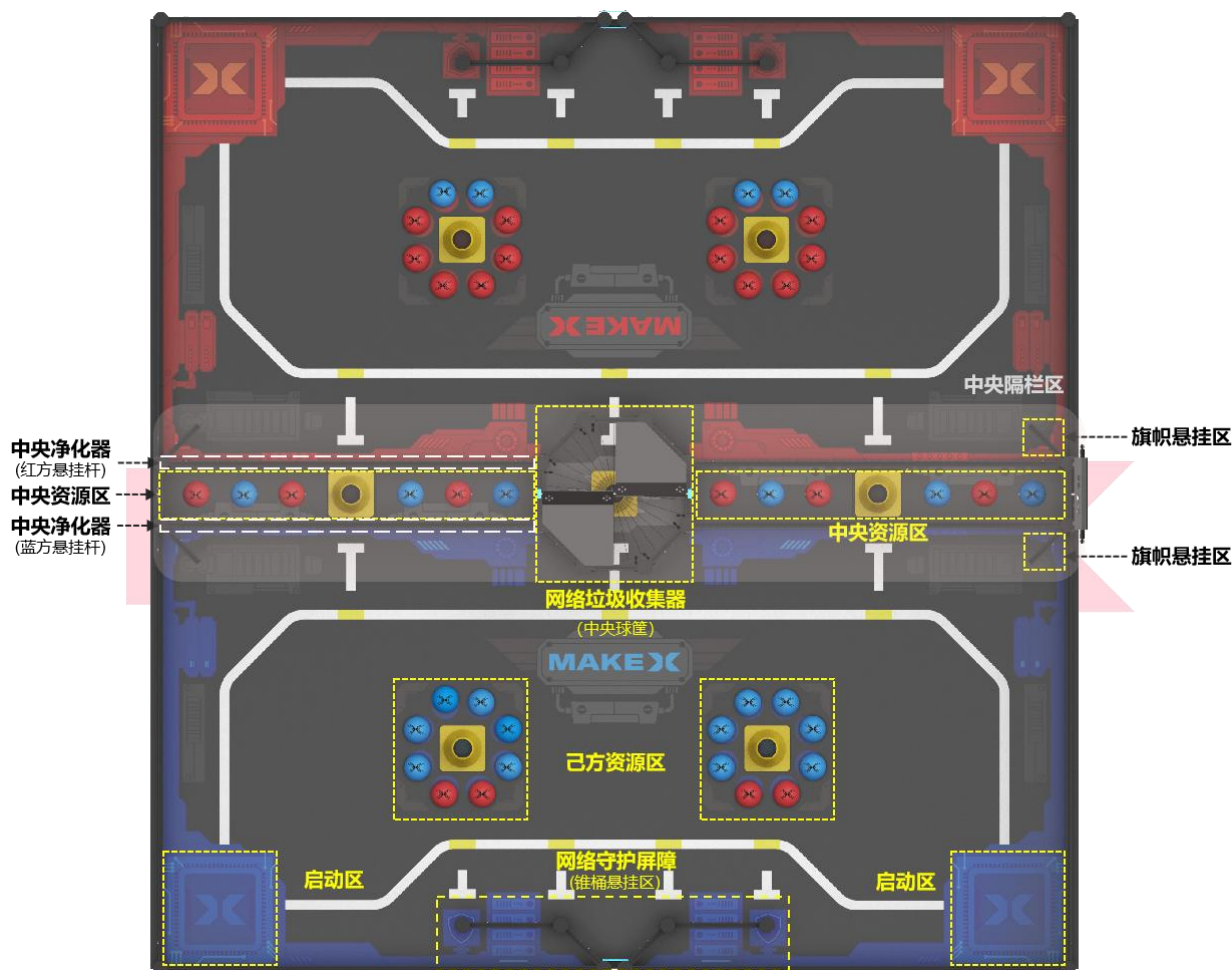 MAKEX
中央隔栏区
旗帜悬挂区
中央净化器
(红方悬挂杆)
中央资源区
中央净化器
(蓝方悬挂杆)
中央资源区
旗帜悬挂区
网络垃圾收集器
(中央球筐)
MAKEX
己方资源区
网络守护屏障
(锥桶悬挂区)
启动区
启动区